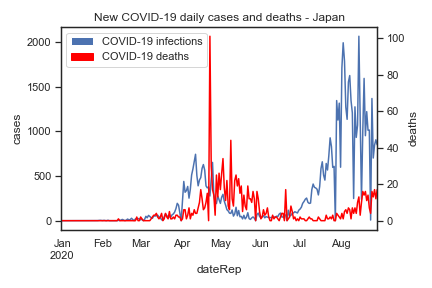 New COVID-19 daily cases and deaths - Japan
COVID-19 infections
COVID-19 deaths
2000
1500
1000
500
0
cases
100
80
60
40
20
0
deaths
Jan Feb Mar Apr May Jun Jul Aug
2020
dateRep